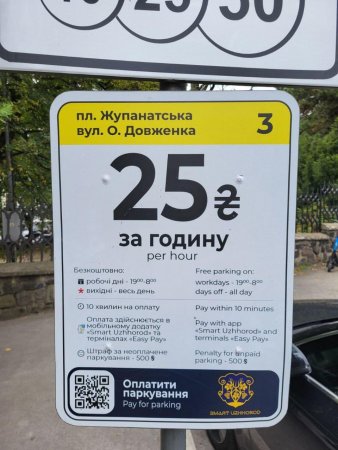 пл. Жупанатська
вул. О. Довженка
3
25 ₴
за годину
per hour
Безкоштовно:
робочі дні - 19⁰⁰-8⁰⁰
вихідні - весь день
10 хвилин на оплату
Оплата здійснюється в
мобільному додатку
«Smart Uzhhorod» та
терміналах «Easy Pay»
Штраф за неоплачене
паркування - 500 $
Free parking on:
workdays - 19⁰⁰-8⁰⁰
days off - all day
Pay within 10 minutes
Pay with app
«Smart Uzhhorod» and
terminals «Easy Pay»
Penalty for unpaid
parking - 500 $
Оплатити
паркування
Pay for parking
SMART UZHHOROD